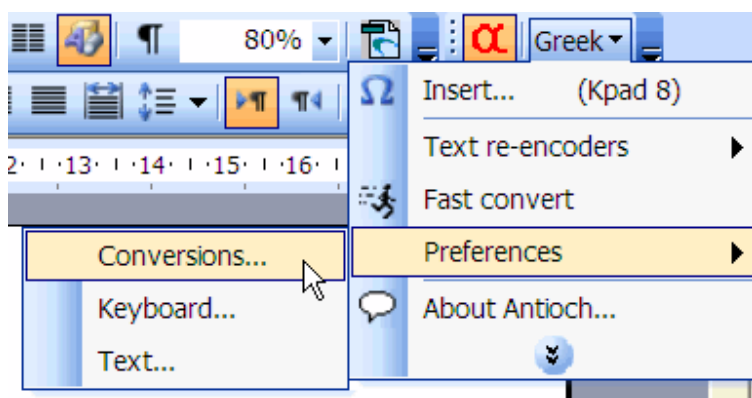 ¶ 80% α Greek
Ω Insert... (Kpad 8)
¶ ¶
Text re-encoders
2· ı ·13· ı ·14· ı ·15· ı ·16· ı
Fast convert
Conversions... Preferences
Keyboard... About Antioch...
Text...